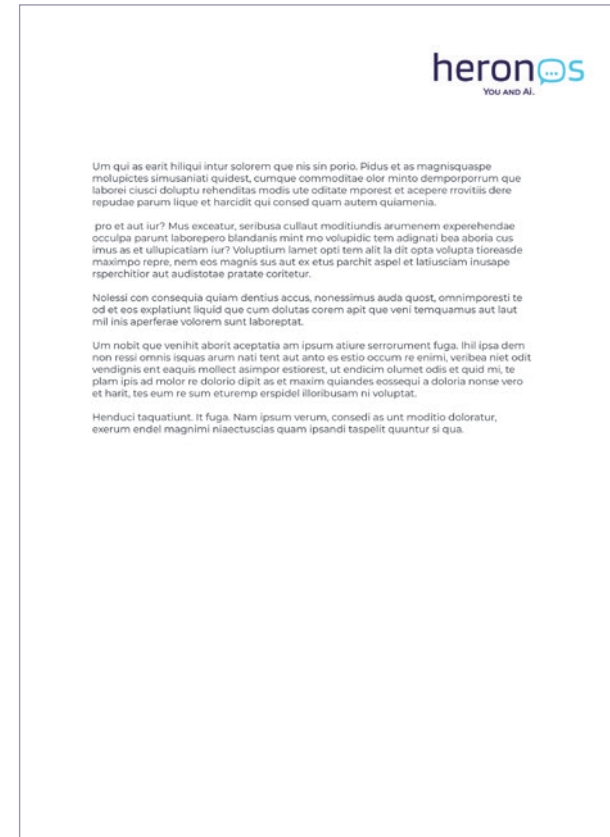 heronos
YOU AND AI.
Um qui as earit hiliqui intur solorem que nis sin porio. Pidus et as magnisquaspe
molupictes simusaniati quidest, cumque commoditae olor minto demporporrum que
laborei ciusci doluptu rehenditas modis ute oditate mporest et acepere rrovitiis dere
repudae parum lique et harcidit qui consed quam autem quiamenia.
pro et aut iur? Mus exceatur, seribusa cullaut moditiundis arumenem experehendae
occulpa parunt laborepero blandanis mint mo volupidic tem adignati bea aboria cus
imus as et ullupicatiam iur? Voluptium lamet opti tem alit la dit opta volupta tioreasde
maximpo repre, nem eos magnis sus aut ex etus parchit aspel et latiusciam inusape
rsperchitior aut audistotae pratate coritetur.
Nolessi con consequia quiam dentius accus, nonessimus auda quost, omnimporesti te
od et eos explatiunt liquid que cum dolutas corem apit que veni temquamus aut laut
mil inis aperferae volorem sunt laboreptat.
Um nobit que venihit aborit aceptatia am ipsum atiure serrorument fuga. Ihil ipsa dem
non ressi omnis isquas arum nati tent aut anto es estio occum re enimi, veribea niet odit
vendignis ent eaquis mollect asimpor estiorest, ut endicim olumet odis et quid mi, te
plam ipis ad molor re dolorio dipit as et maxim quiandes eossequi a doloria nonse vero
et harit, tes eum re sum eturemp erspidel illoribusam ni voluptat.
Henduci taquatiunt. It fuga. Nam ipsum verum, consedi as unt moditio doloratur,
exerum endel magnimi niaectuscias quam ipsandi taspelit quuntur si qua.